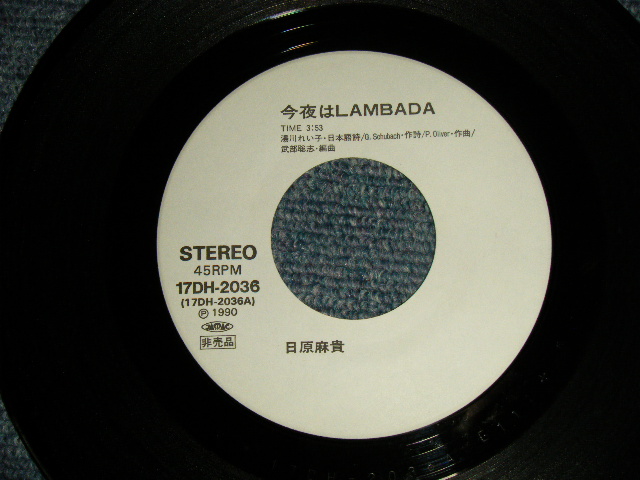 今夜はLAMBADA
TIME 3:53
湯川れい子・日本語詩/G. Schubach・作詩/P. Oliver・作曲/
武部聡志・編曲
STEREO
45RPM
17DH-2036
(17DH-2036A)
Ⓟ 1990
非売品
日原麻貴